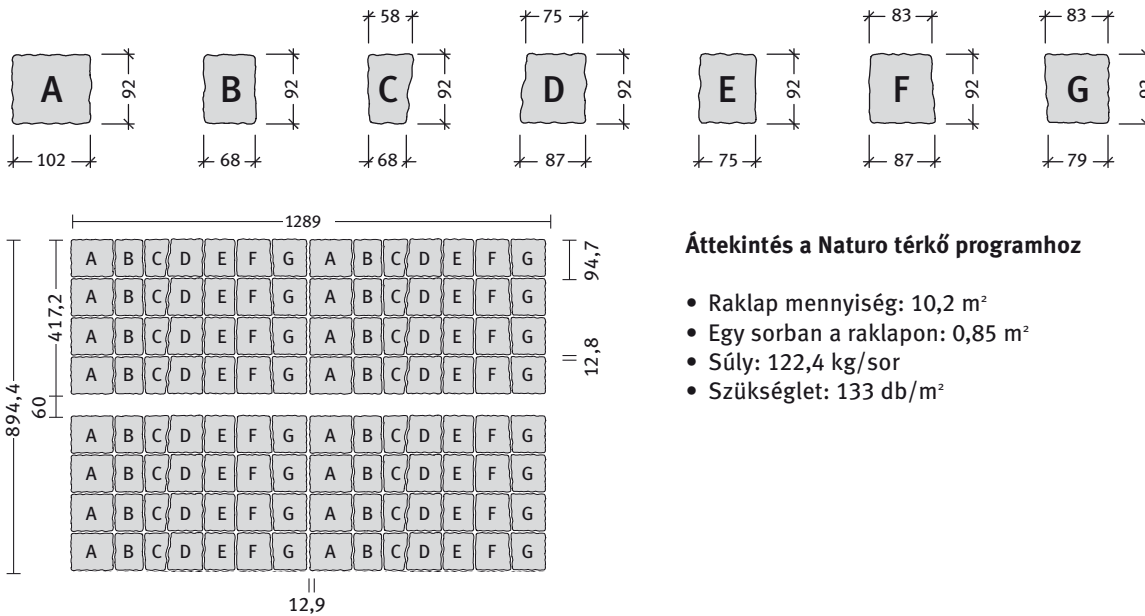 58 75 83 83
A 92 B 92 C 92 D 92 E 92 F 92 G 92
102 68 68 87 75 87 79
1289
A B C D E F G A B C D E F G
A B C D E F G A B C D E F G
A B C D E F G A B C D E F G
A B C D E F G A B C D E F G
A B C D E F G A B C D E F G
A B C D E F G A B C D E F G
A B C D E F G A B C D E F G
A B C D E F G A B C D E F G
894,4
417,2
60
94,7
12,8
12,9
Áttekintés a Naturo térkő programhoz
• Raklap mennyiség: 10,2 m²
• Egy sorban a raklapon: 0,85 m²
• Súly: 122,4 kg/sor
• Szükséglet: 133 db/m²